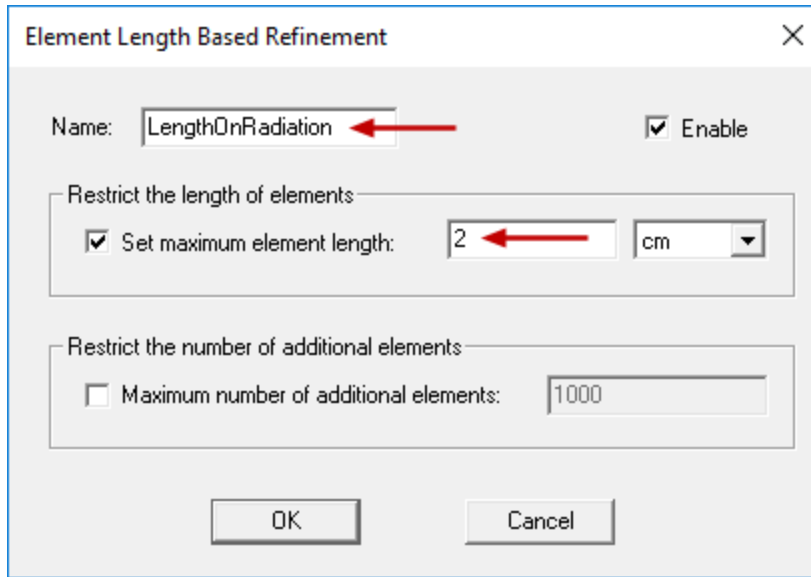 Element Length Based Refinement
Name: LengthOnRadiation Enable
Restrict the length of elements
Set maximum element length: 2 cm
Restrict the number of additional elements
Maximum number of additional elements: 1000
OK Cancel